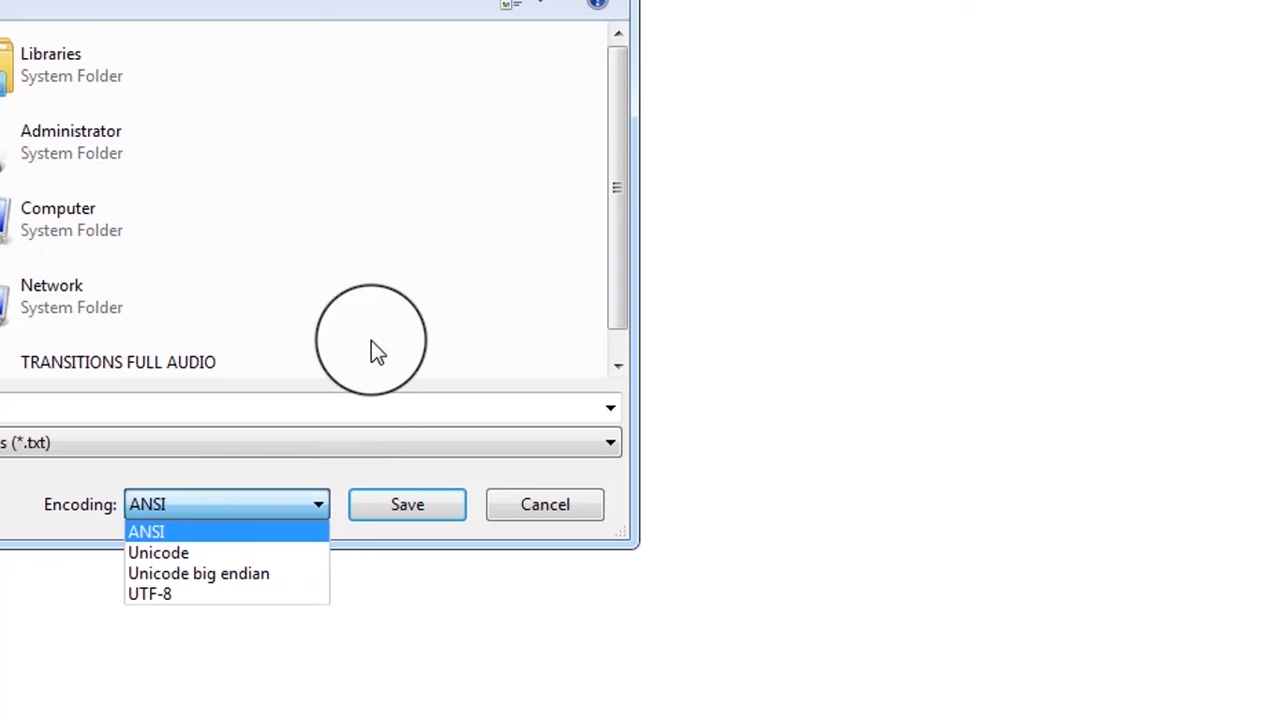 Libraries
System Folder
Administrator
System Folder
Computer
System Folder
Network
System Folder
TRANSITIONS FULL AUDIO
s (*.txt)
Encoding: ANSI Save Cancel
ANSI
Unicode
Unicode big endian
UTF-8